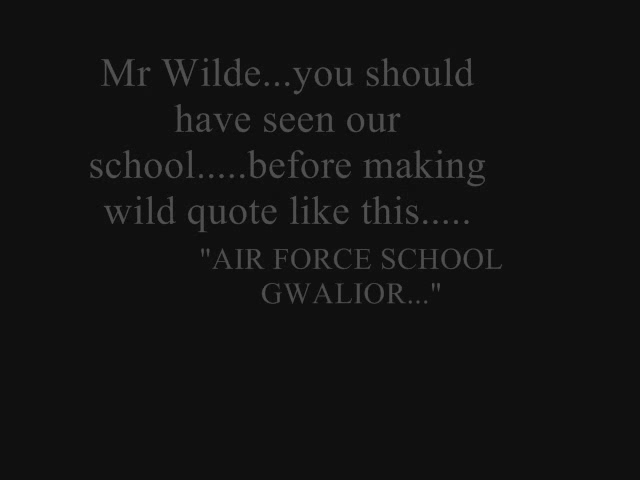 Mr Wilde...you should
have seen our
school.....before making
wild quote like this.....
"AIR FORCE SCHOOL
GWALIOR..."